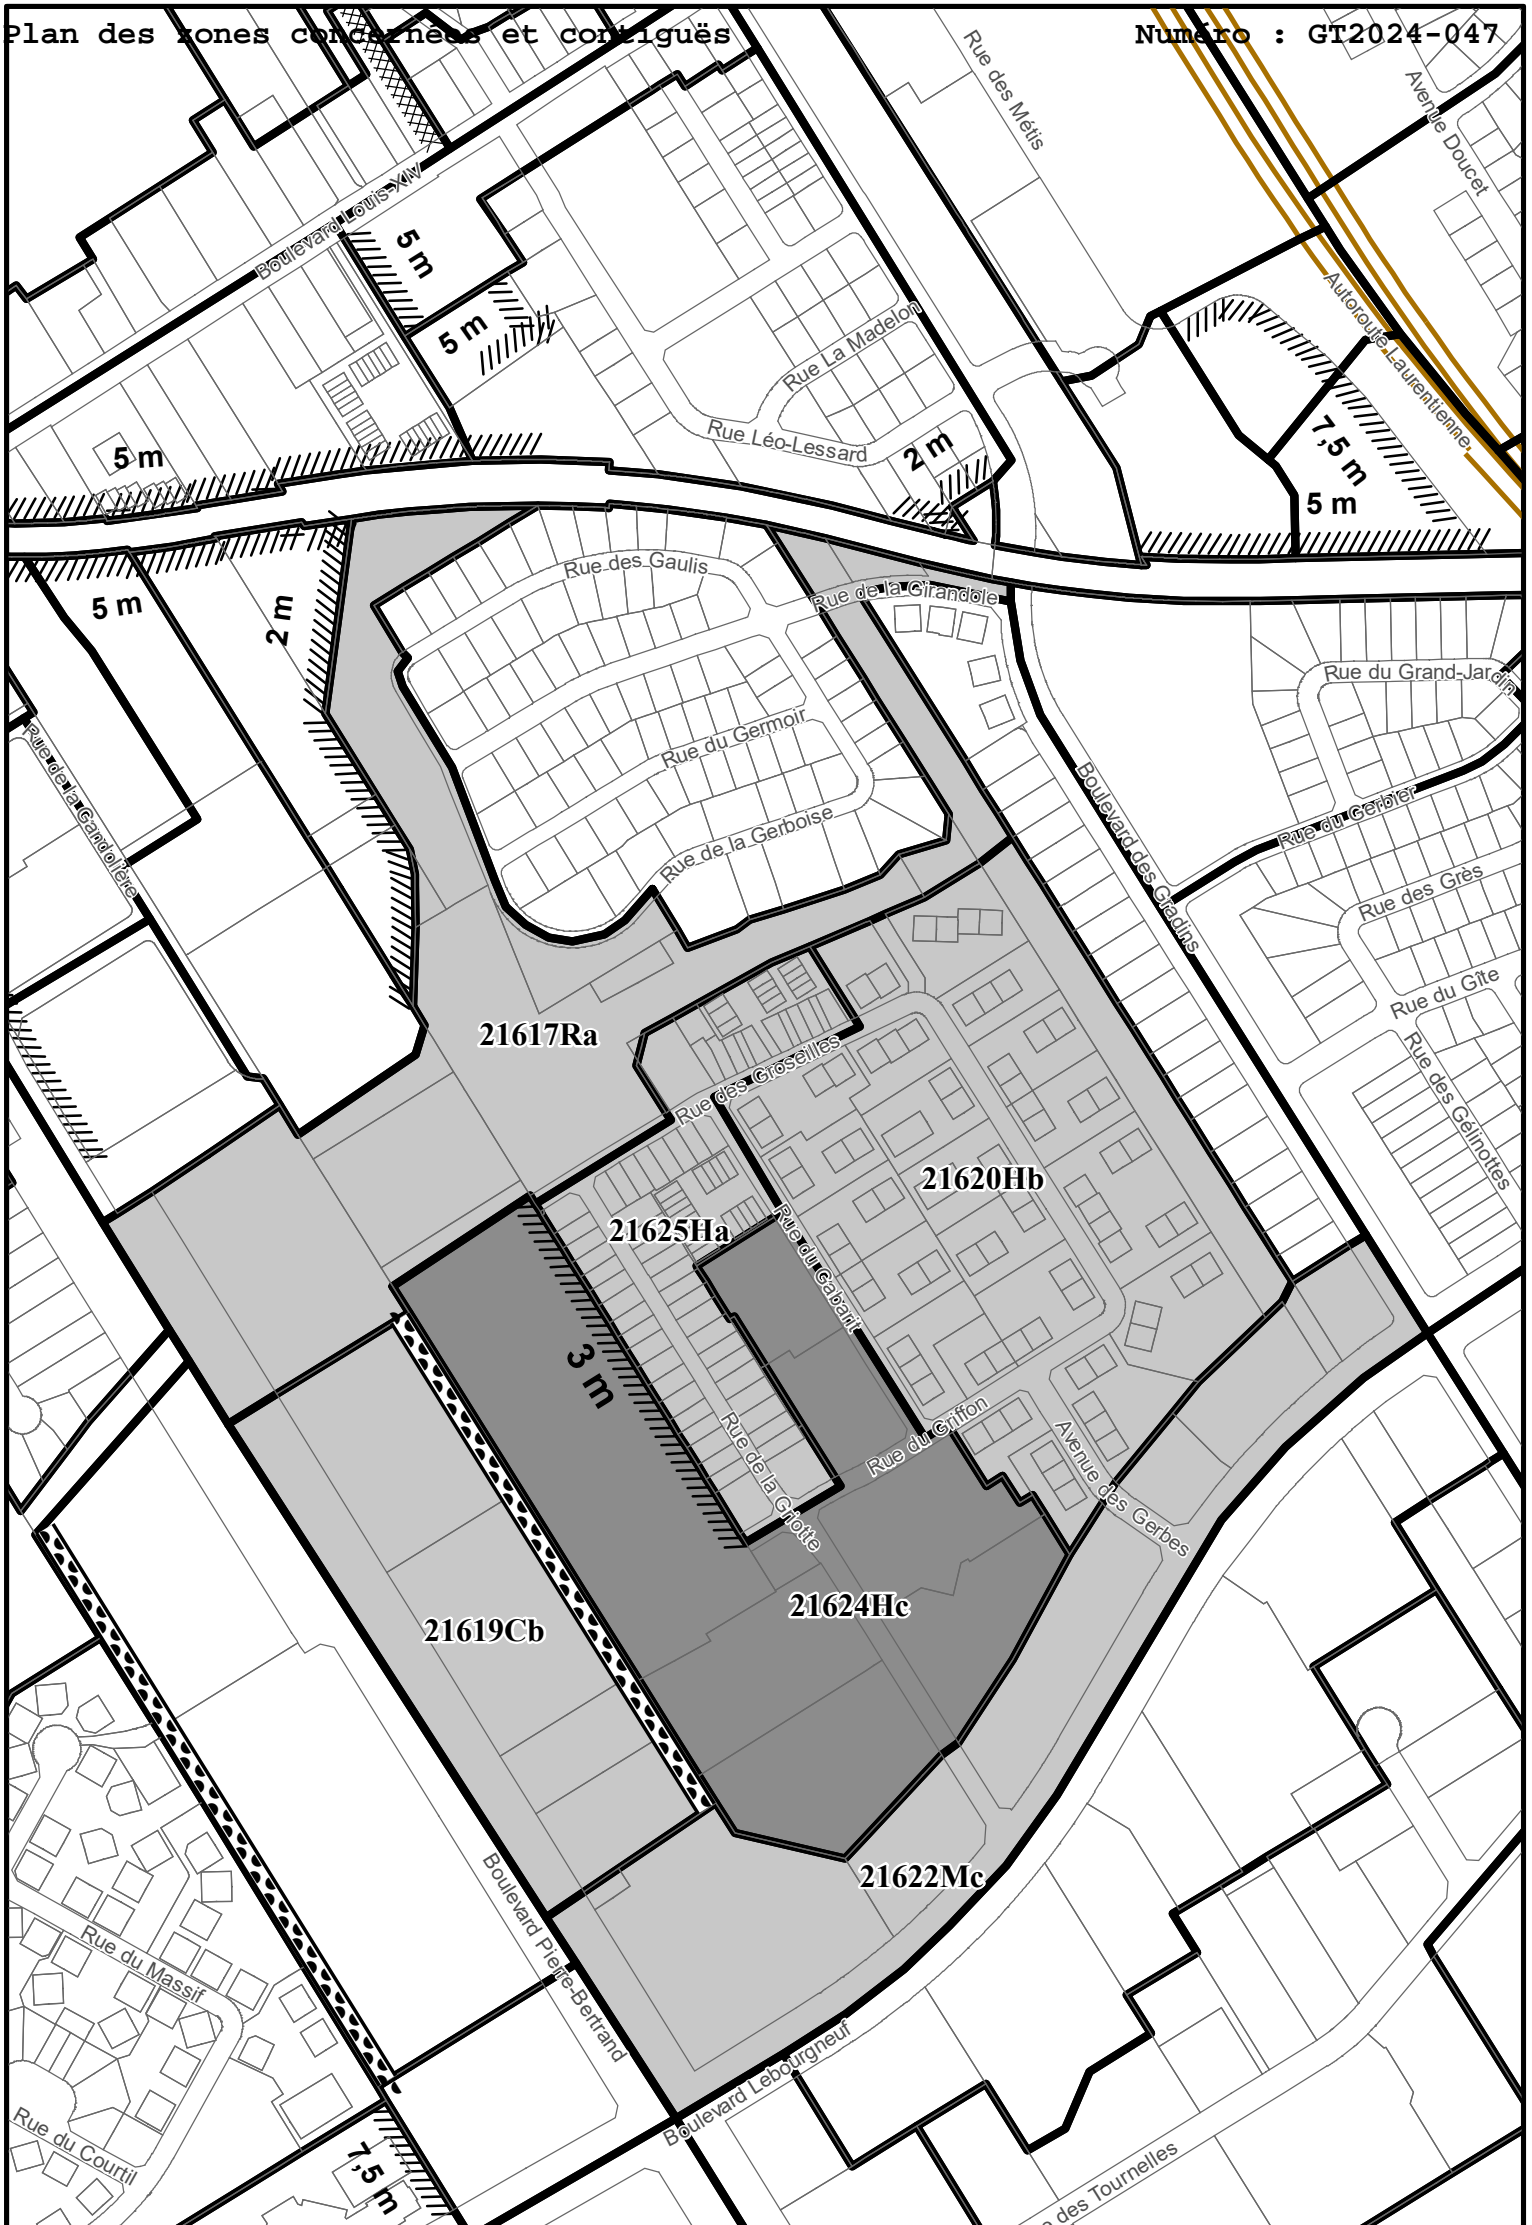 Plan des zones concernées et contiguës
Numéro : GT2024-047
Rue des Métis
Avenue Doucet
Boulevard Louis-XIV
5 m
5 m
Rue La Madelon
Autoroute Laurentienne
Rue Léo-Lessard
2 m
7,5 m
5 m
5 m
Rue des Gaulis
Rue de la Girandole
5 m
2 m
Rue du Grand-Jardin
Rue du Germoir
Rue de la Gandolière
Boulevard des Gradins
Rue du Gerbier
Rue de la Gerboise
Rue des Grès
Rue du Gîte
21617Ra
Rue des Groseilles
Rue des Gélinottes
21620Hb
21625Ha
Rue du Gabarit
3 m
Rue de la Griotte
Rue du Griffon
Avenue des Gerbes
21624Hc
21619Cb
21622Mc
Boulevard Pierre-Bertrand
Rue du Massif
Boulevard Lebourgneuf
Rue du Courtil
7,5 m
des Tournelles